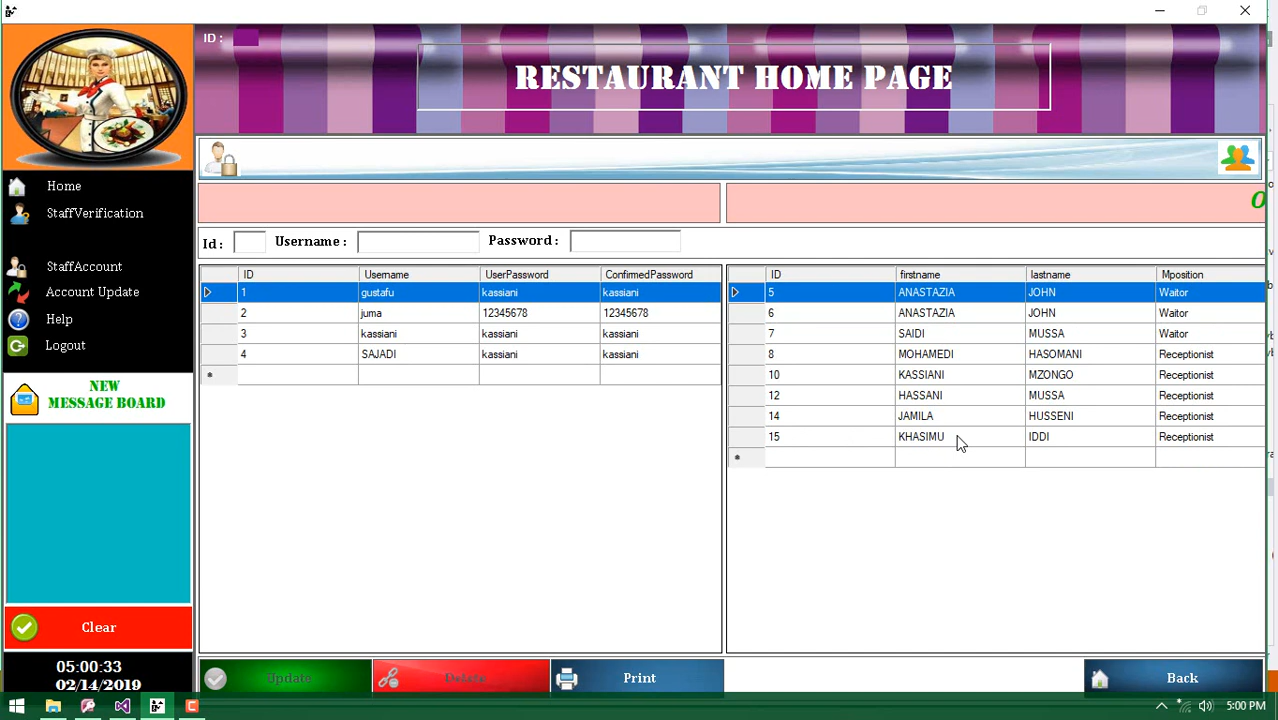 ID :
RESTAURANT HOME PAGE
Home
StaffVerification
StaffAccount
Account Update
Help
Logout
NEW
MESSAGE BOARD
Clear
05:00:33
02/14/2019
O
Id : Username : Password :
ID Username UserPassword ConfirmedPassword
1 gustafu kassiani kassiani
2 juma 12345678 12345678
3 kassiani kassiani kassiani
4 SAJADI kassiani kassiani
ID firstname lastname Mposition
5 ANASTAZIA JOHN Waitor
6 ANASTAZIA JOHN Waitor
7 SAIDI MUSSA Waitor
8 MOHAMEDI HASOMANI Receptionist
10 KASSIANI MZONGO Receptionist
12 HASSANI MUSSA Receptionist
14 JAMILA HUSSENI Receptionist
15 KHASIMU IDDI Receptionist
Update Delete Print Back
5:00 PM